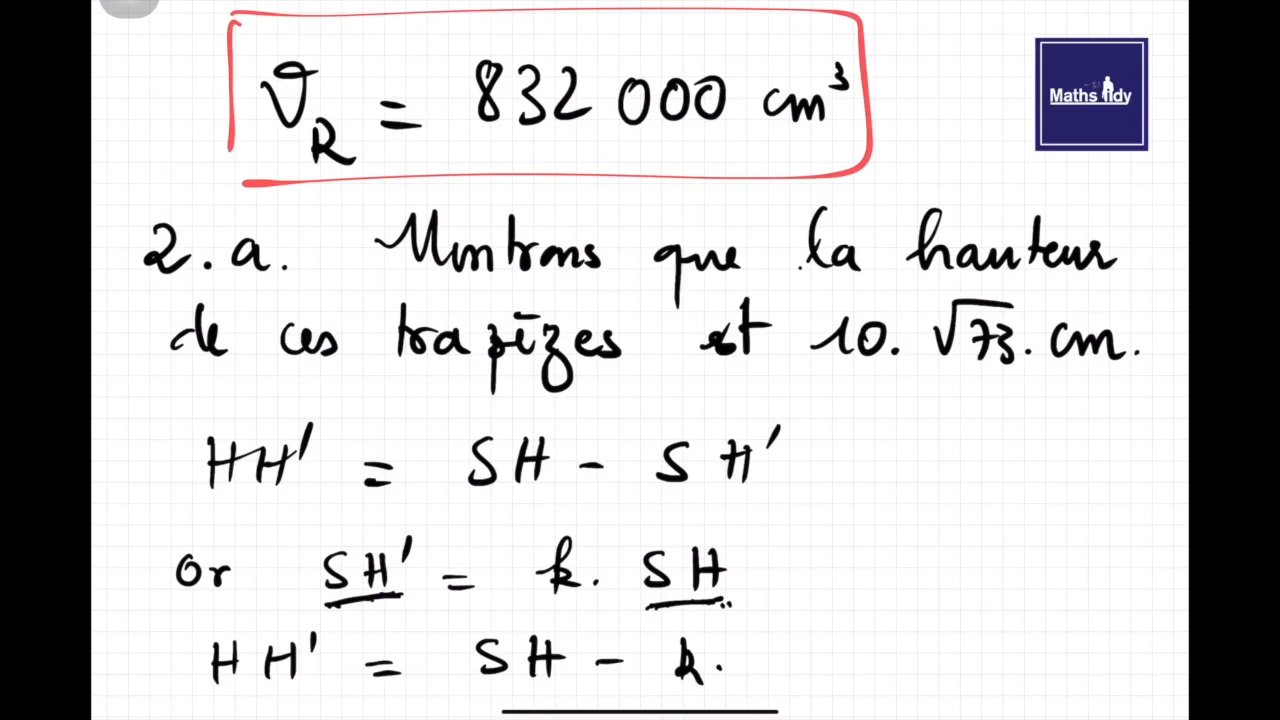 V_R = 832 000 cm³
Maths Tidy
2.a. Montrons que la hauteur
de ces trapèzes est 10.√73.cm.
HH' = SH - SH'
Or SH' = k. SH
HH' = SH - k.